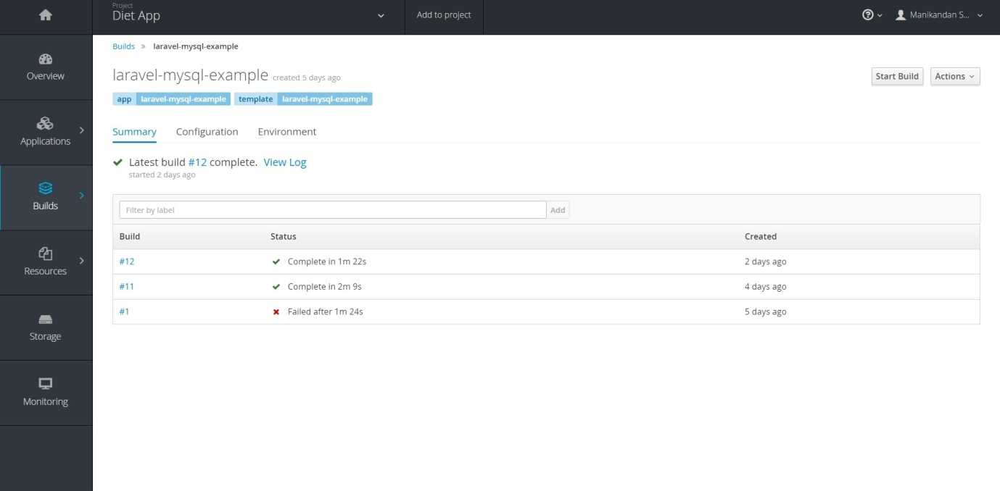 Project
Diet App
Add to project
Manikandan S...
Overview
Applications
Builds
Resources
Storage
Monitoring
Builds » laravel-mysql-example
laravel-mysql-example created 5 days ago
Start Build Actions
app laravel-mysql-example template laravel-mysql-example
Summary Configuration Environment
Latest build #12 complete. View Log
started 2 days ago
Filter by label Add
Build Status Created
#12 Complete in 1m 22s 2 days ago
#11 Complete in 2m 9s 4 days ago
#1 Failed after 1m 24s 5 days ago